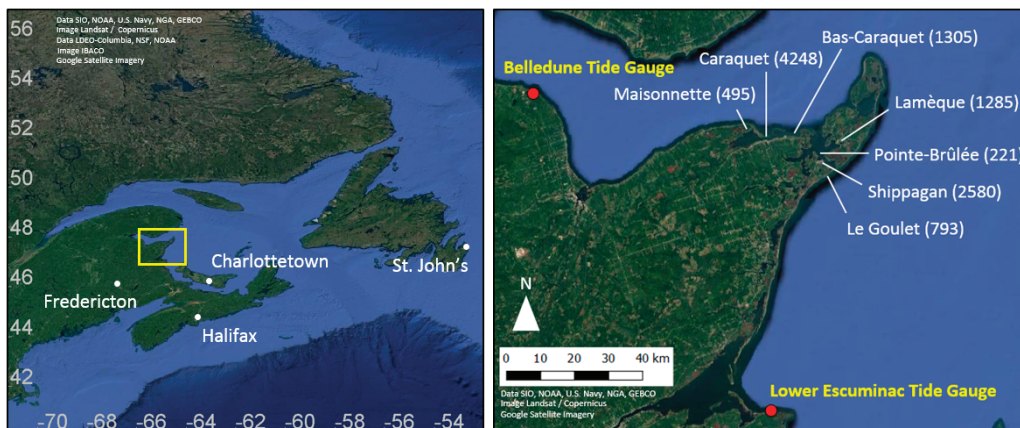 Data SIO, NOAA, U.S. Navy, NGA, GEBCO
Image Landsat / Copernicus
Data LDEO-Columbia, NSF, NOAA
Image IBACO
Google Satellite Imagery
56
54
52
50
48
46
44
42
Charlottetown
St. John's
Fredericton
Halifax
-70 -68 -66 -64 -62 -60 -58 -56 -54
Bas-Caraquet (1305)
Caraquet (4248)
Belledune Tide Gauge
Maisonnette (495)
Lamèque (1285)
Pointe-Brûlée (221)
Shippagan (2580)
Le Goulet (793)
N
0 10 20 30 40 km
Data SIO, NOAA, U.S. Navy, NGA, GEBCO
Image Landsat / Copernicus
Google Satellite Imagery
Lower Escuminac Tide Gauge